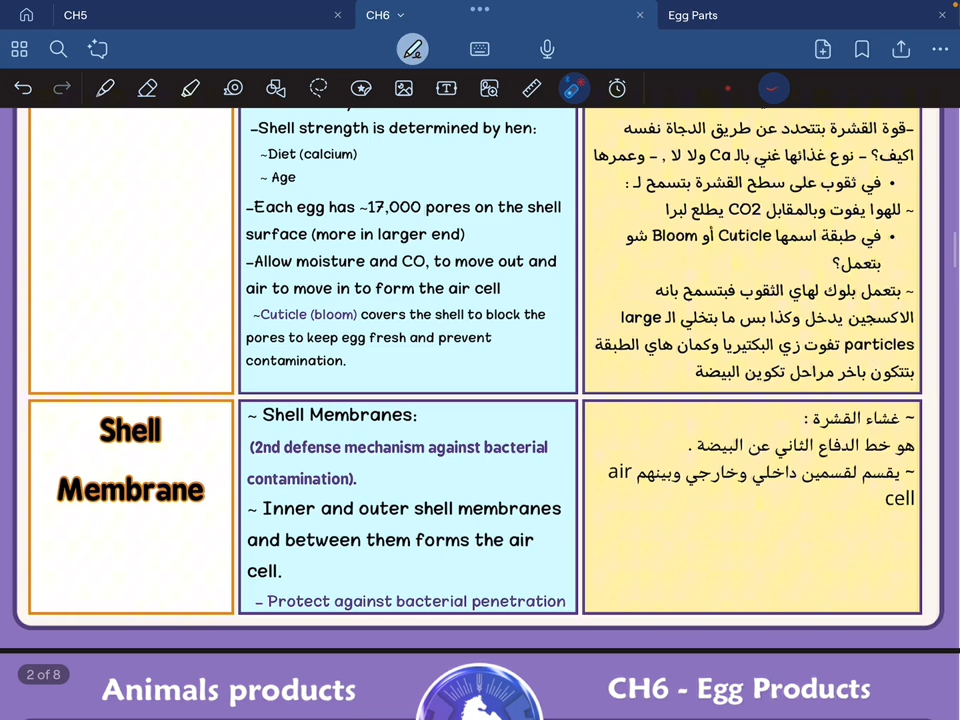 CH5
CH6
Egg Parts
-Shell strength is determined by hen:
~Diet (calcium)
~ Age
-Each egg has ~17,000 pores on the shell
surface (more in larger end)
-Allow moisture and CO, to move out and
air to move in to form the air cell
~Cuticle (bloom) covers the shell to block the
pores to keep egg fresh and prevent
contamination.
-قوة القشرة بتتحدد عن طريق الدجاة نفسه
اكيف؟ - نوع غذائها غني بالـ Ca ولا لا , - وعمرها
• في ثقوب على سطح القشرة بتسمح لـ :
~ للهوا يفوت وبالمقابل CO2 يطلع لبرا
• في طبقة اسمها Cuticle أو Bloom شو
بتعمل؟
~ بتعمل بلوك لهاي الثقوب فبتسمح بانه
الاكسجين يدخل وكذا بس ما بتخلي الـ large
particles تفوت زي البكتيريا وكمان هاي الطبقة
بتتكون باخر مراحل تكوين البيضة
Shell
Membrane
~ Shell Membranes:
(2nd defense mechanism against bacterial
contamination).
~ Inner and outer shell membranes
and between them forms the air
cell.
- Protect against bacterial penetration
~ غشاء القشرة :
هو خط الدفاع الثاني عن البيضة .
~ يقسم لقسمين داخلي وخارجي وبينهم air
cell
2 of 8
Animals products
CH6 - Egg Products